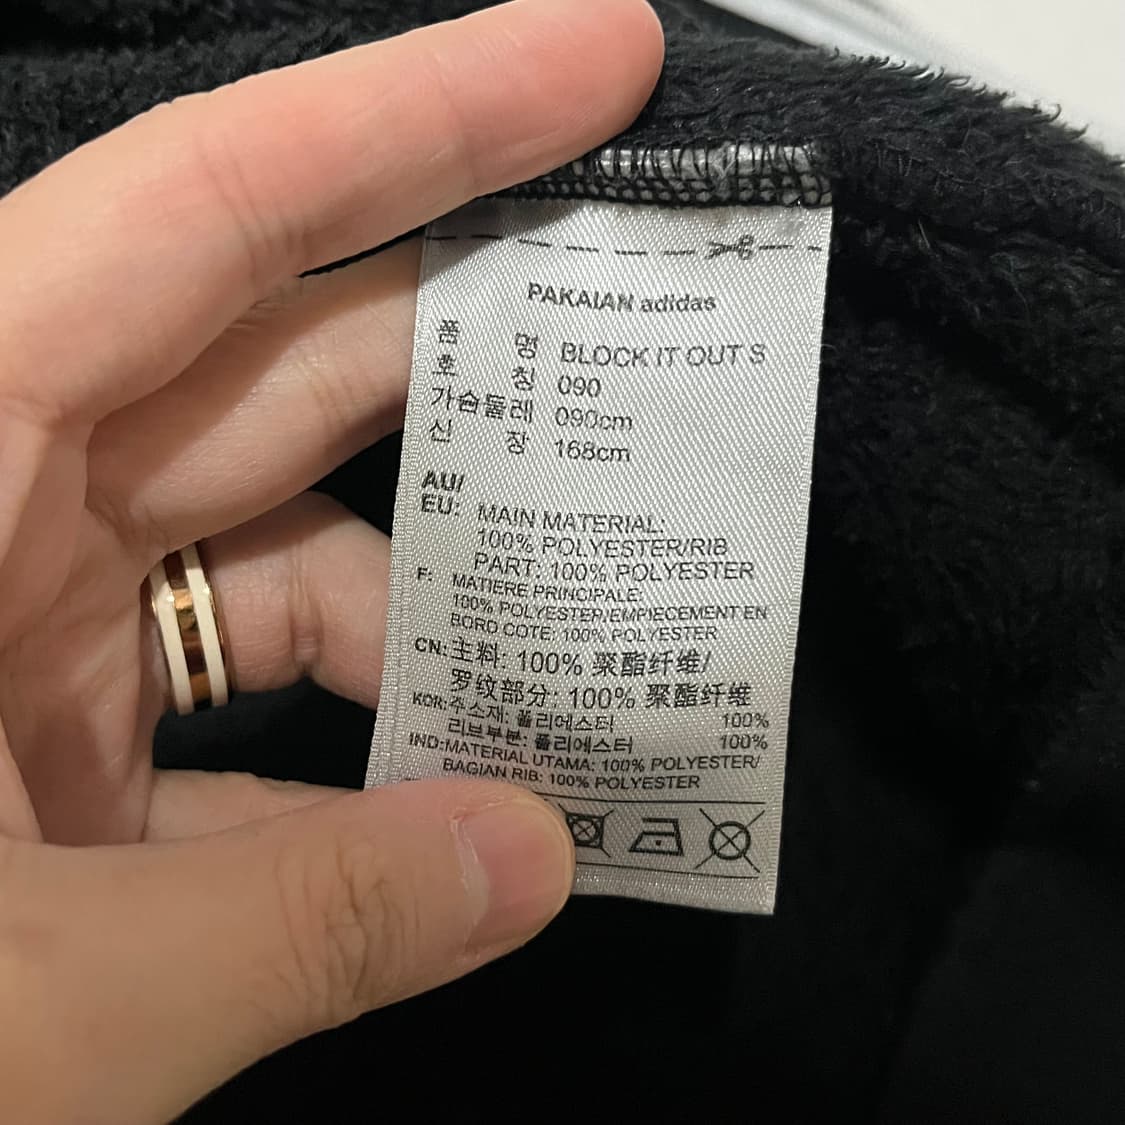 PAKAIAN adidas
품 명 BLOCK IT OUT S
호 칭 090
가슴둘레 090cm
신 장 168cm
AU/
EU: MAIN MATERIAL:
100% POLYESTER/RIB
PART: 100% POLYESTER
F: MATIERE PRINCIPALE:
100% POLYESTER/EMPIECEMENT EN
BORD COTE: 100% POLYESTER
CN: 主料: 100% 聚酯纤维/
罗纹部分: 100% 聚酯纤维
KOR: 주소재: 폴리에스터 100%
리브부분: 폴리에스터 100%
IND: MATERIAL UTAMA: 100% POLYESTER/
BAGIAN RIB: 100% POLYESTER